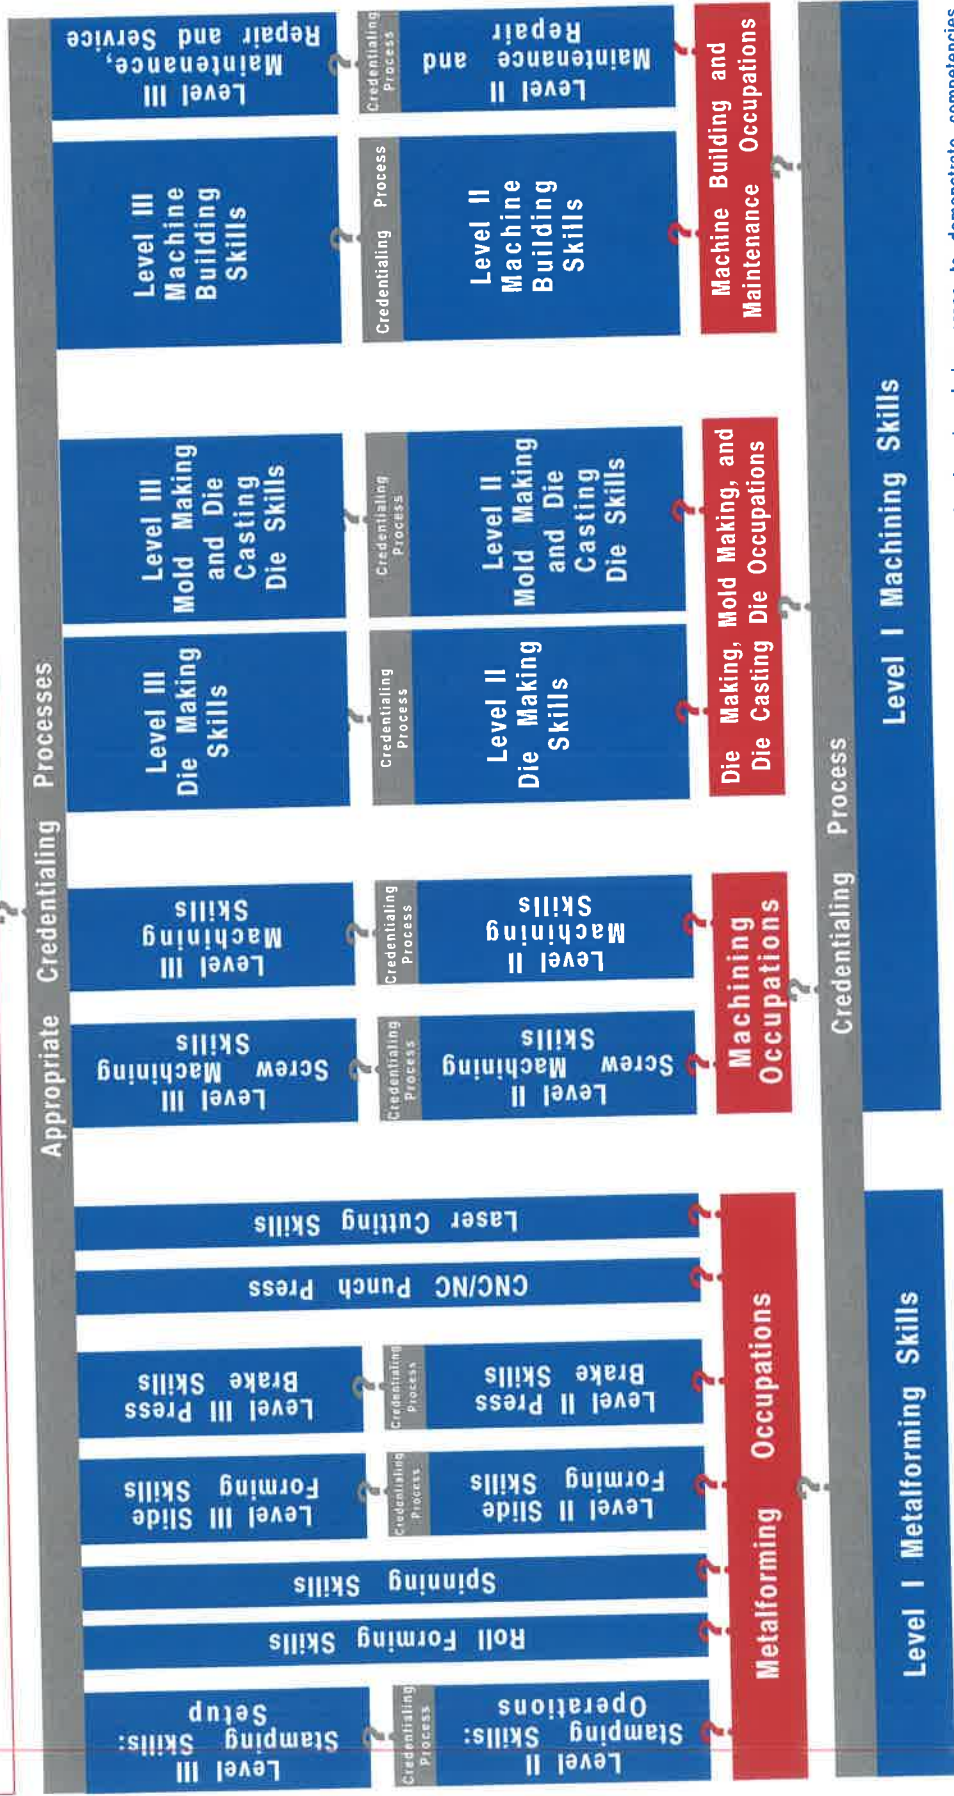 Appropriate Credentialing Processes
Level III
Stamping Skills:
Setup
Roll Forming Skills
Spinning Skills
Level III Slide
Forming Skills
Level III Press
Brake Skills
CNC/NC Punch Press
Laser Cutting Skills
Level III
Screw Machining
Skills
Level III
Machining
Skills
Level III
Die Making
Skills
Level III
Mold Making
and Die
Casting
Die Skills
Level III
Machine
Building
Skills
Level III
Maintenance,
Repair and Service
?
?
?
?
?
?
?
?
?
?
Credentialing
Process
Credentialing
Process
Credentialing
Process
Credentialing
Process
Credentialing
Process
Credentialing
Process
Credentialing
Process
Credentialing Process
Credentialing
Process
Level II
Stamping Skills:
Operations
Level II Slide
Forming Skills
Level II Press
Brake Skills
Level II
Screw Machining
Skills
Level II
Machining
Skills
Level II
Die Making
Skills
Level II
Mold Making
and Die
Casting
Die Skills
Level II
Machine
Building
Skills
Level II
Maintenance and
Repair
?
?
?
?
?
?
?
?
?
?
?
?
?
Metalforming Occupations
Machining
Occupations
Die Making, Mold Making, and
Die Casting Die Occupations
Machine Building and
Maintenance Occupations
?
?
?
?
Credentialing Process
Level I Metalforming Skills
Level I Machining Skills
to demonstrate competencies